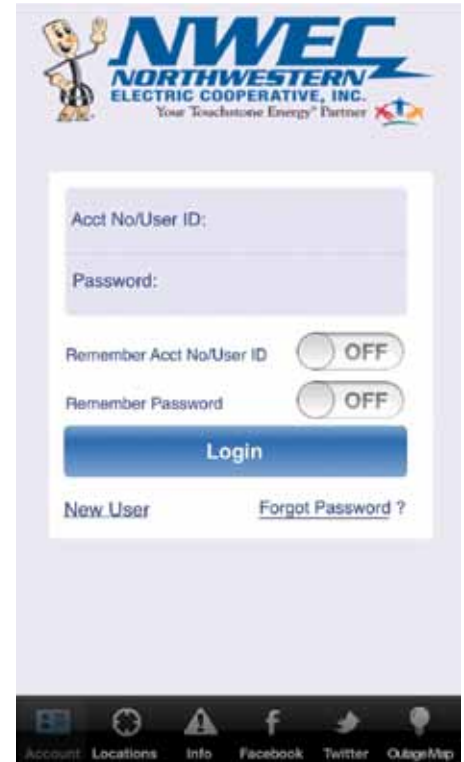 NWEC
NORTHWESTERN
ELECTRIC COOPERATIVE, INC.
Your Touchstone Energy® Partner
Acct No/User ID:
Password:
Remember Acct No/User ID OFF
Remember Password OFF
Login
New User Forgot Password ?
Account Locations Info Facebook Twitter OutageMap